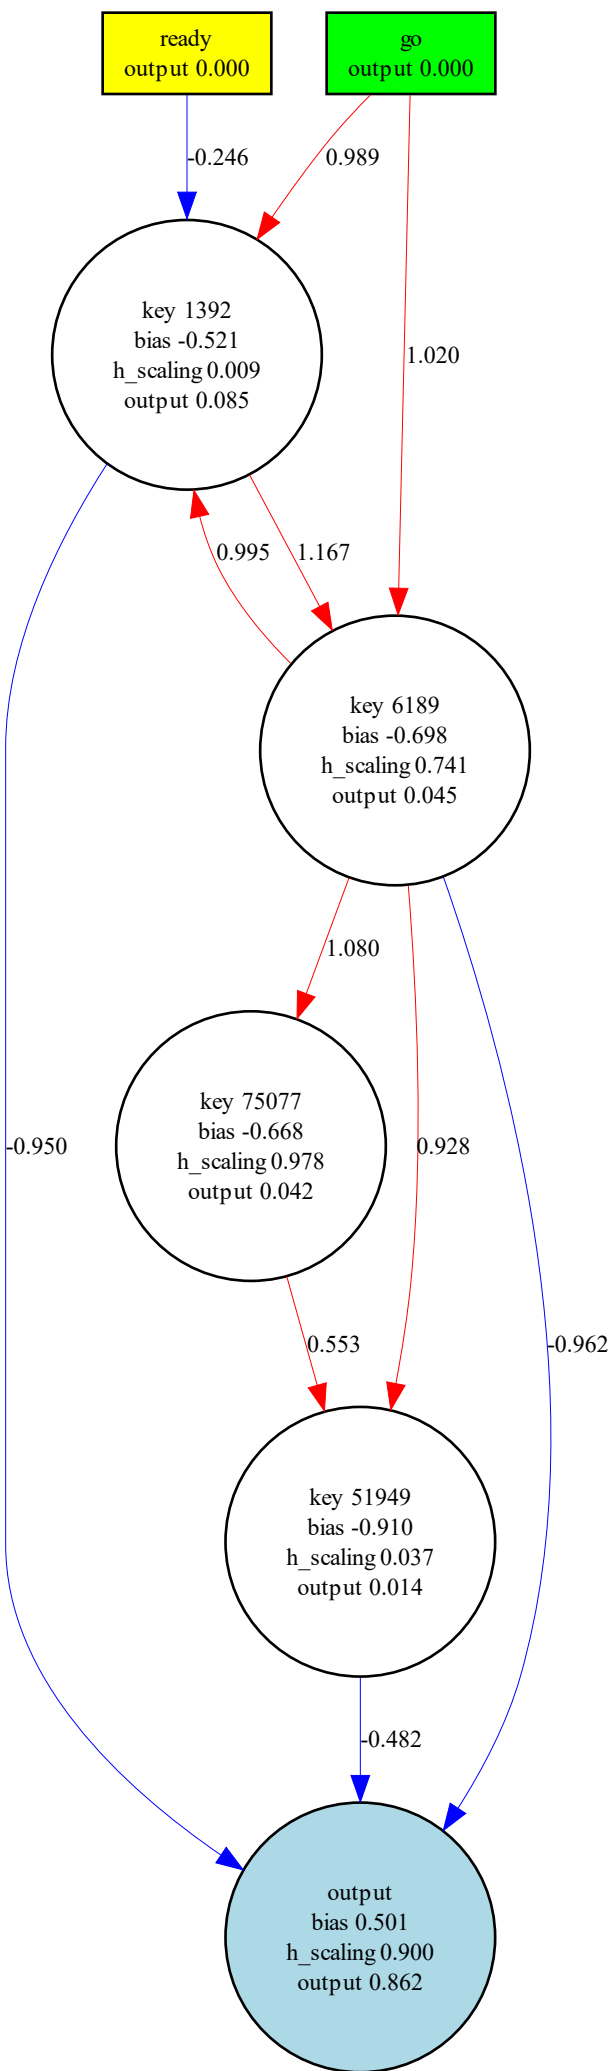 ready
output 0.000
go
output 0.000
-0.246
0.989
key 1392
bias -0.521
h_scaling 0.009
output 0.085
1.020
0.995
1.167
key 6189
bias -0.698
h_scaling 0.741
output 0.045
1.080
key 75077
bias -0.668
h_scaling 0.978
output 0.042
-0.950
0.928
0.553
-0.962
key 51949
bias -0.910
h_scaling 0.037
output 0.014
-0.482
output
bias 0.501
h_scaling 0.900
output 0.862